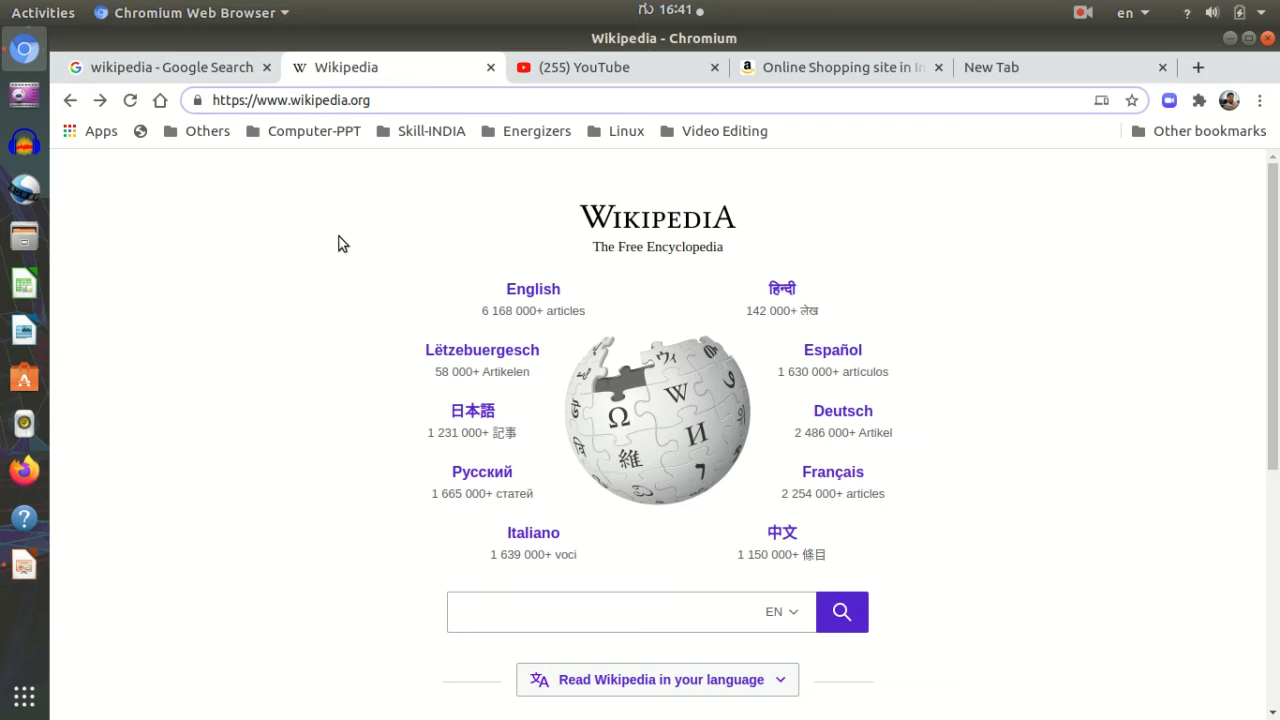 Activities Chromium Web Browser 16:41 en ?
Wikipedia - Chromium
wikipedia - Google Search Wikipedia (255) YouTube Online Shopping site in In New Tab
https://www.wikipedia.org
Apps Others Computer-PPT Skill-INDIA Energizers Linux Video Editing Other bookmarks
WIKIPEDIA
The Free Encyclopedia
English हिन्दी
6 168 000+ articles 142 000+ लेख
Lëtzebuergesch Español
58 000+ Artikelen 1 630 000+ artículos
日本語 Deutsch
1 231 000+ 記事 2 486 000+ Artikel
Русский Français
1 665 000+ статей 2 254 000+ articles
Italiano 中文
1 639 000+ voci 1 150 000+ 條目
Ω W И 維
EN
Read Wikipedia in your language